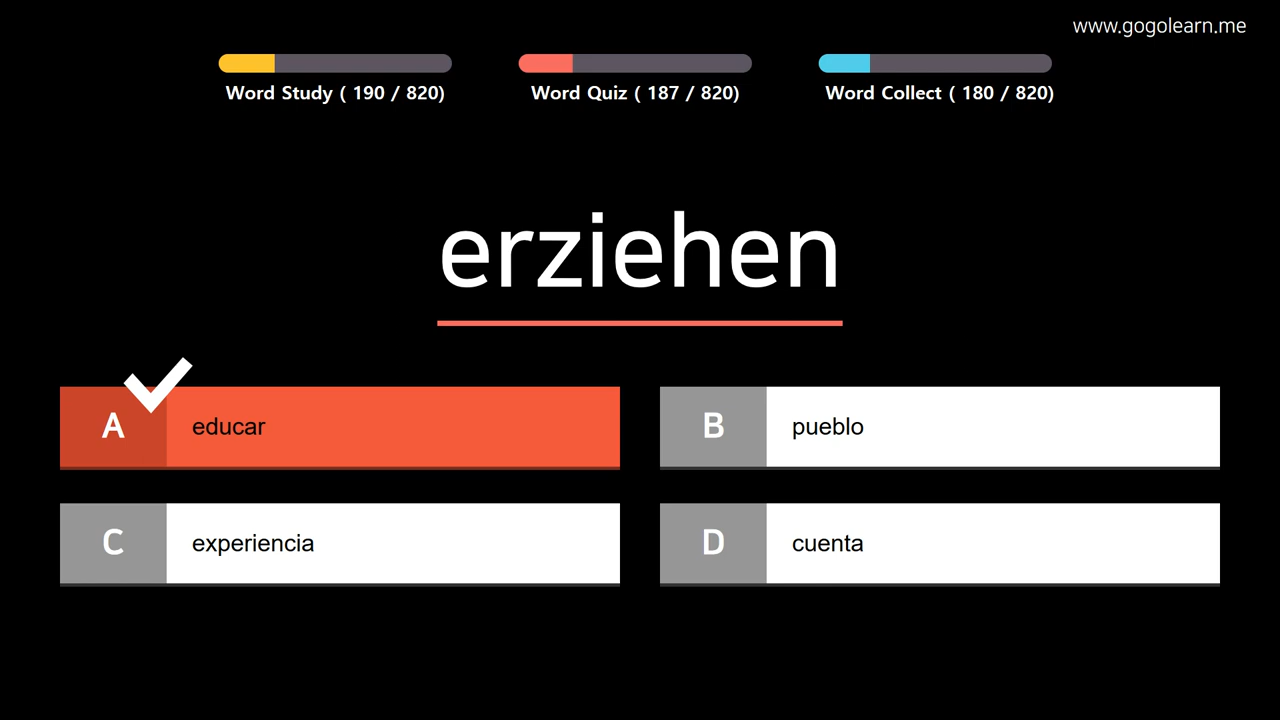 www.gogolearn.me
Word Study ( 190 / 820)
Word Quiz ( 187 / 820)
Word Collect ( 180 / 820)
erziehen
A educar
B pueblo
C experiencia
D cuenta